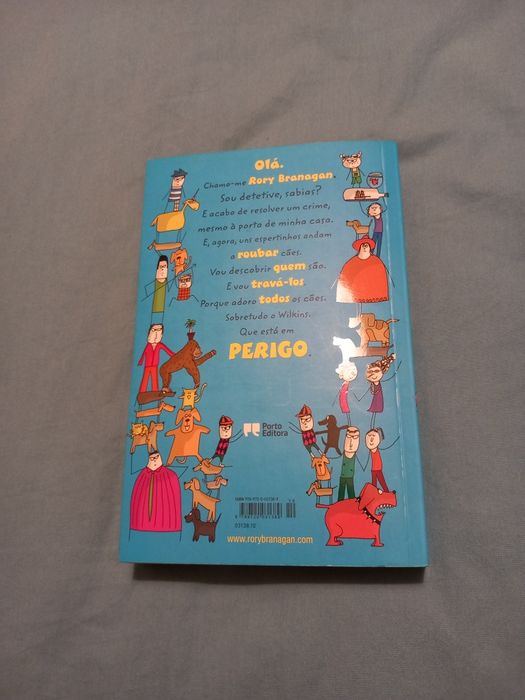 Olá.
Chamo-me Rory Branagan.
Sou detetive, sabias?
E acabo de resolver um crime,
mesmo à porta de minha casa.
E, agora, uns espertinhos andam
a roubar cães.
Vou descobrir quem são.
E vou travá-los.
Porque adoro todos os cães.
Sobretudo o Wilkins.
Que está em
PERIGO.
Porto
Editora
03138.10
www.rorybranagan.com